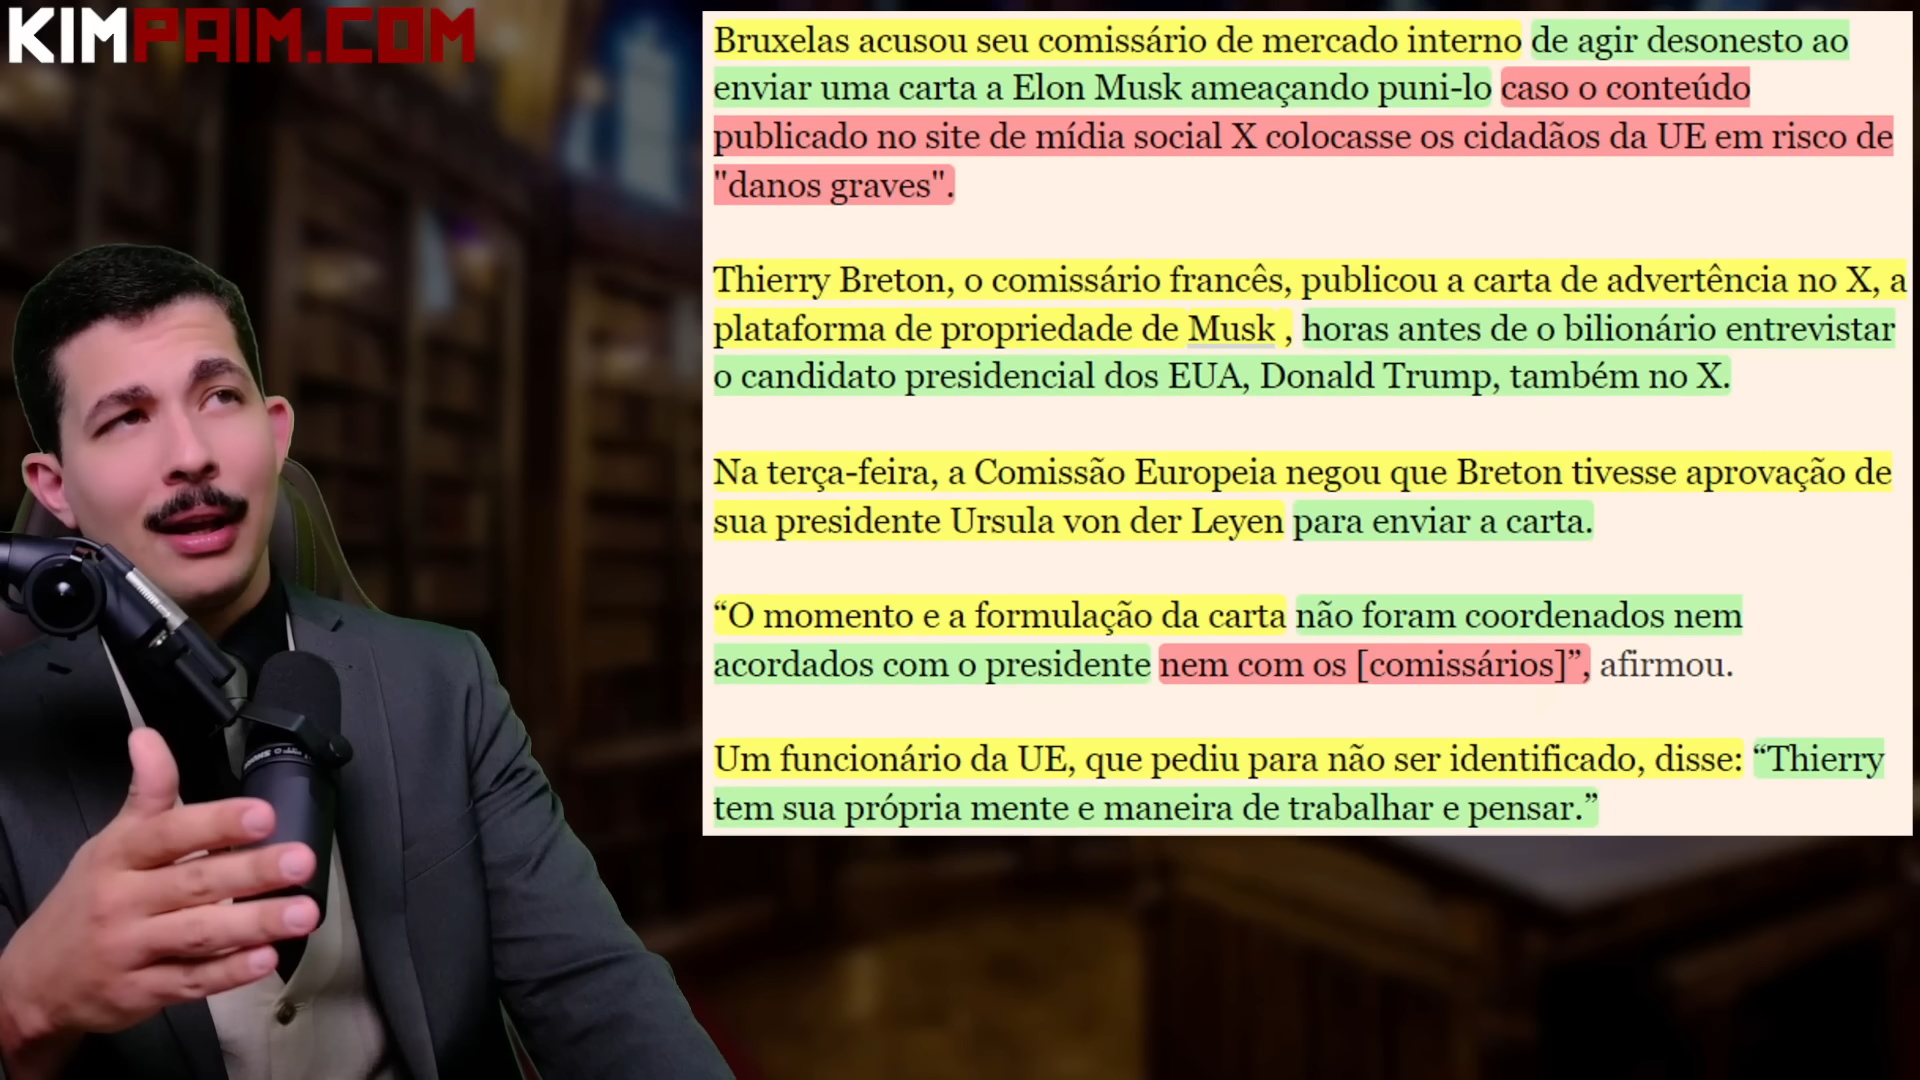 KIMPAIM.COM
Bruxelas acusou seu comissário de mercado interno de agir desonesto ao
enviar uma carta a Elon Musk ameaçando puni-lo caso o conteúdo
publicado no site de mídia social X colocasse os cidadãos da UE em risco de
"danos graves".
Thierry Breton, o comissário francês, publicou a carta de advertência no X, a
plataforma de propriedade de Musk , horas antes de o bilionário entrevistar
o candidato presidencial dos EUA, Donald Trump, também no X.
Na terça-feira, a Comissão Europeia negou que Breton tivesse aprovação de
sua presidente Ursula von der Leyen para enviar a carta.
“O momento e a formulação da carta não foram coordenados nem
acordados com o presidente nem com os [comissários]”, afirmou.
Um funcionário da UE, que pediu para não ser identificado, disse: “Thierry
tem sua própria mente e maneira de trabalhar e pensar.”